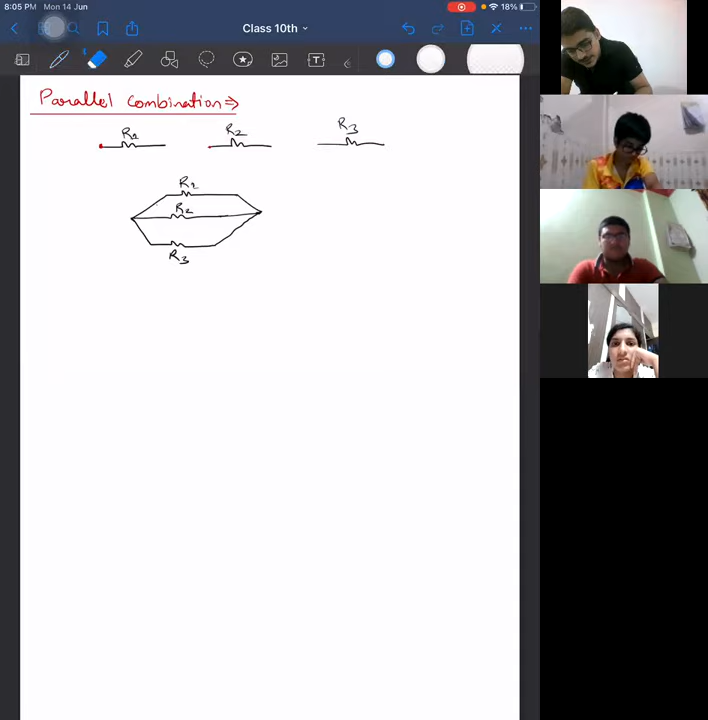 8:05 PM Mon 14 Jun 18%
Class 10th
T
Parallel Combination ⇒
R1 R2 R3
R1
R2
R3